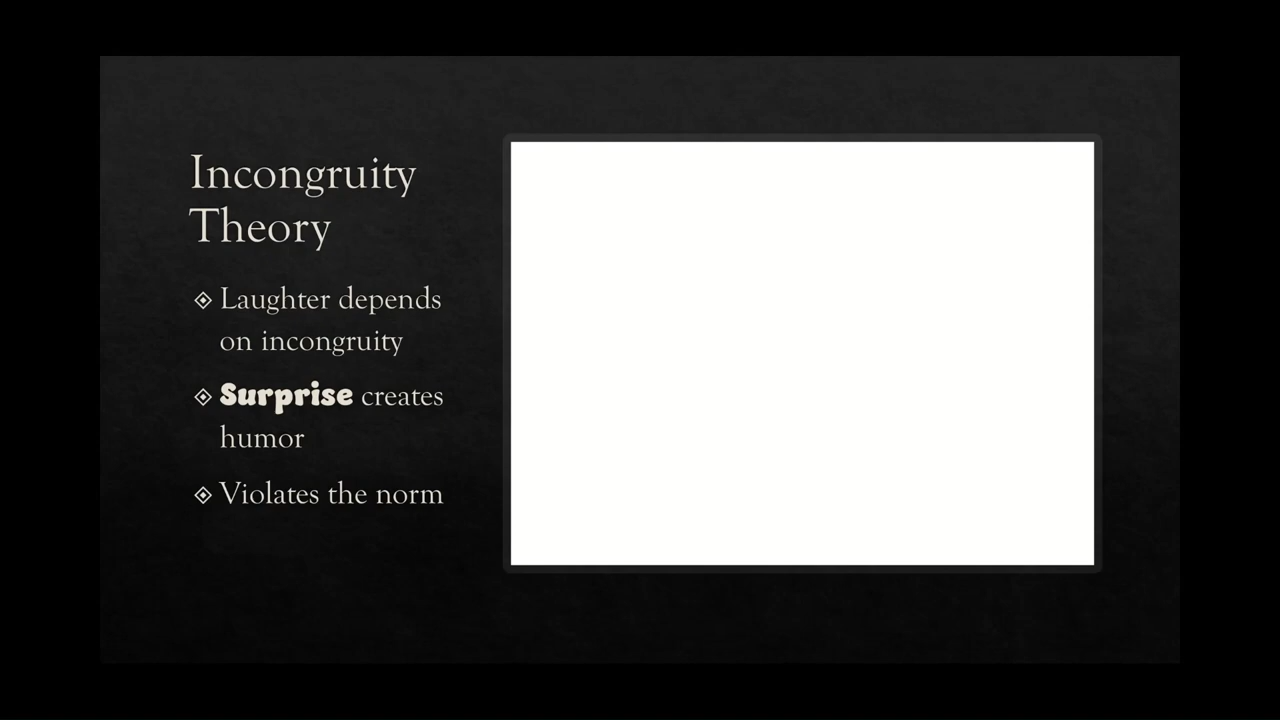 Incongruity
Theory
Laughter depends
on incongruity
Surprise creates
humor
Violates the norm